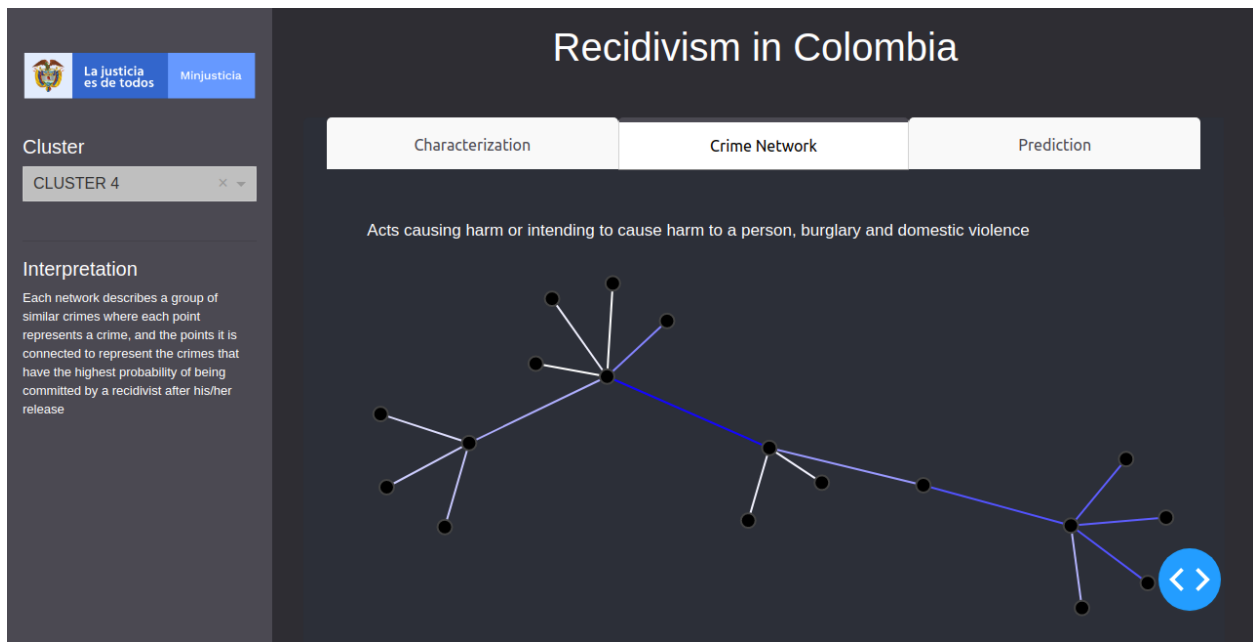 Recidivism in Colombia
La justicia
es de todos
Minjusticia
Cluster
CLUSTER 4
Interpretation
Each network describes a group of
similar crimes where each point
represents a crime, and the points it is
connected to represent the crimes that
have the highest probability of being
committed by a recidivist after his/her
release
Characterization
Crime Network
Prediction
Acts causing harm or intending to cause harm to a person, burglary and domestic violence